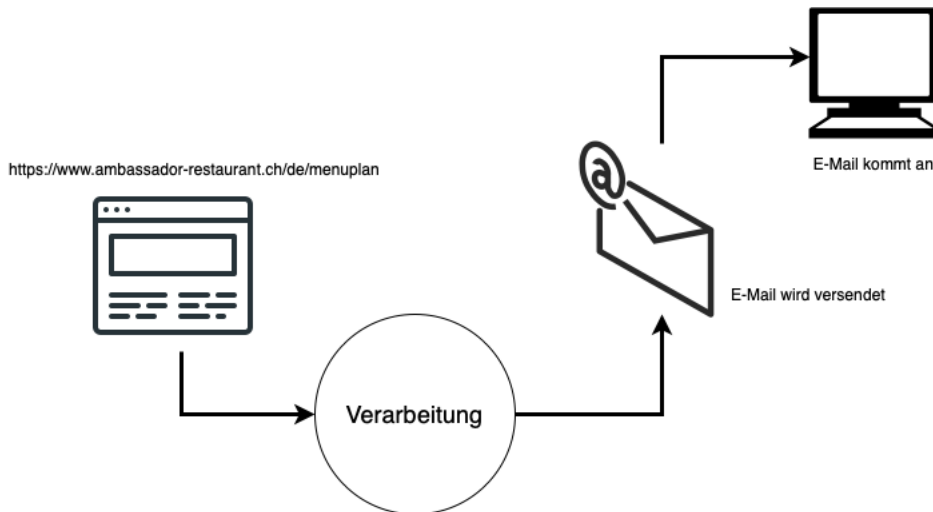 E-Mail kommt an
https://www.ambassador-restaurant.ch/de/menuplan
@
E-Mail wird versendet
Verarbeitung